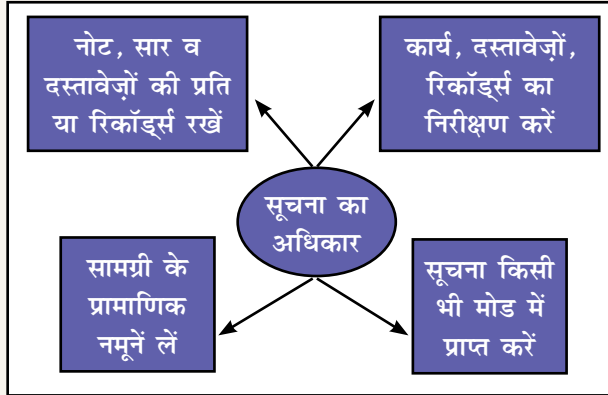 नोट, सार व
दस्तावेज़ों की प्रति
या रिकॉर्ड्स रखें
कार्य, दस्तावेज़ों,
रिकॉर्ड्स का
निरीक्षण करें
सूचना का
अधिकार
सामग्री के
प्रामाणिक
नमूनें लें
सूचना किसी
भी मोड में
प्राप्त करें